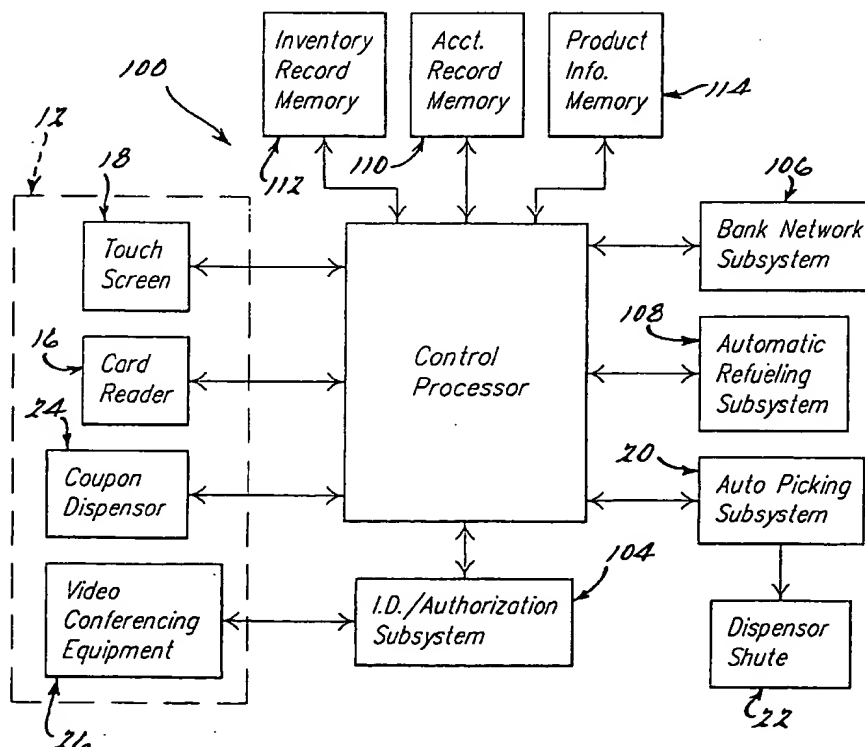 Inventory
Record
Memory
Acct.
Record
Memory
Product
Info.
Memory
100
114
12
112
110
18
106
Touch
Screen
Bank Network
Subsystem
16
Card
Reader
Control
Processor
108
Automatic
Refueling
Subsystem
24
Coupon
Dispensor
20
Auto Picking
Subsystem
104
Video
Conferencing
Equipment
I.D./Authorization
Subsystem
Dispensor
Shute
26
22